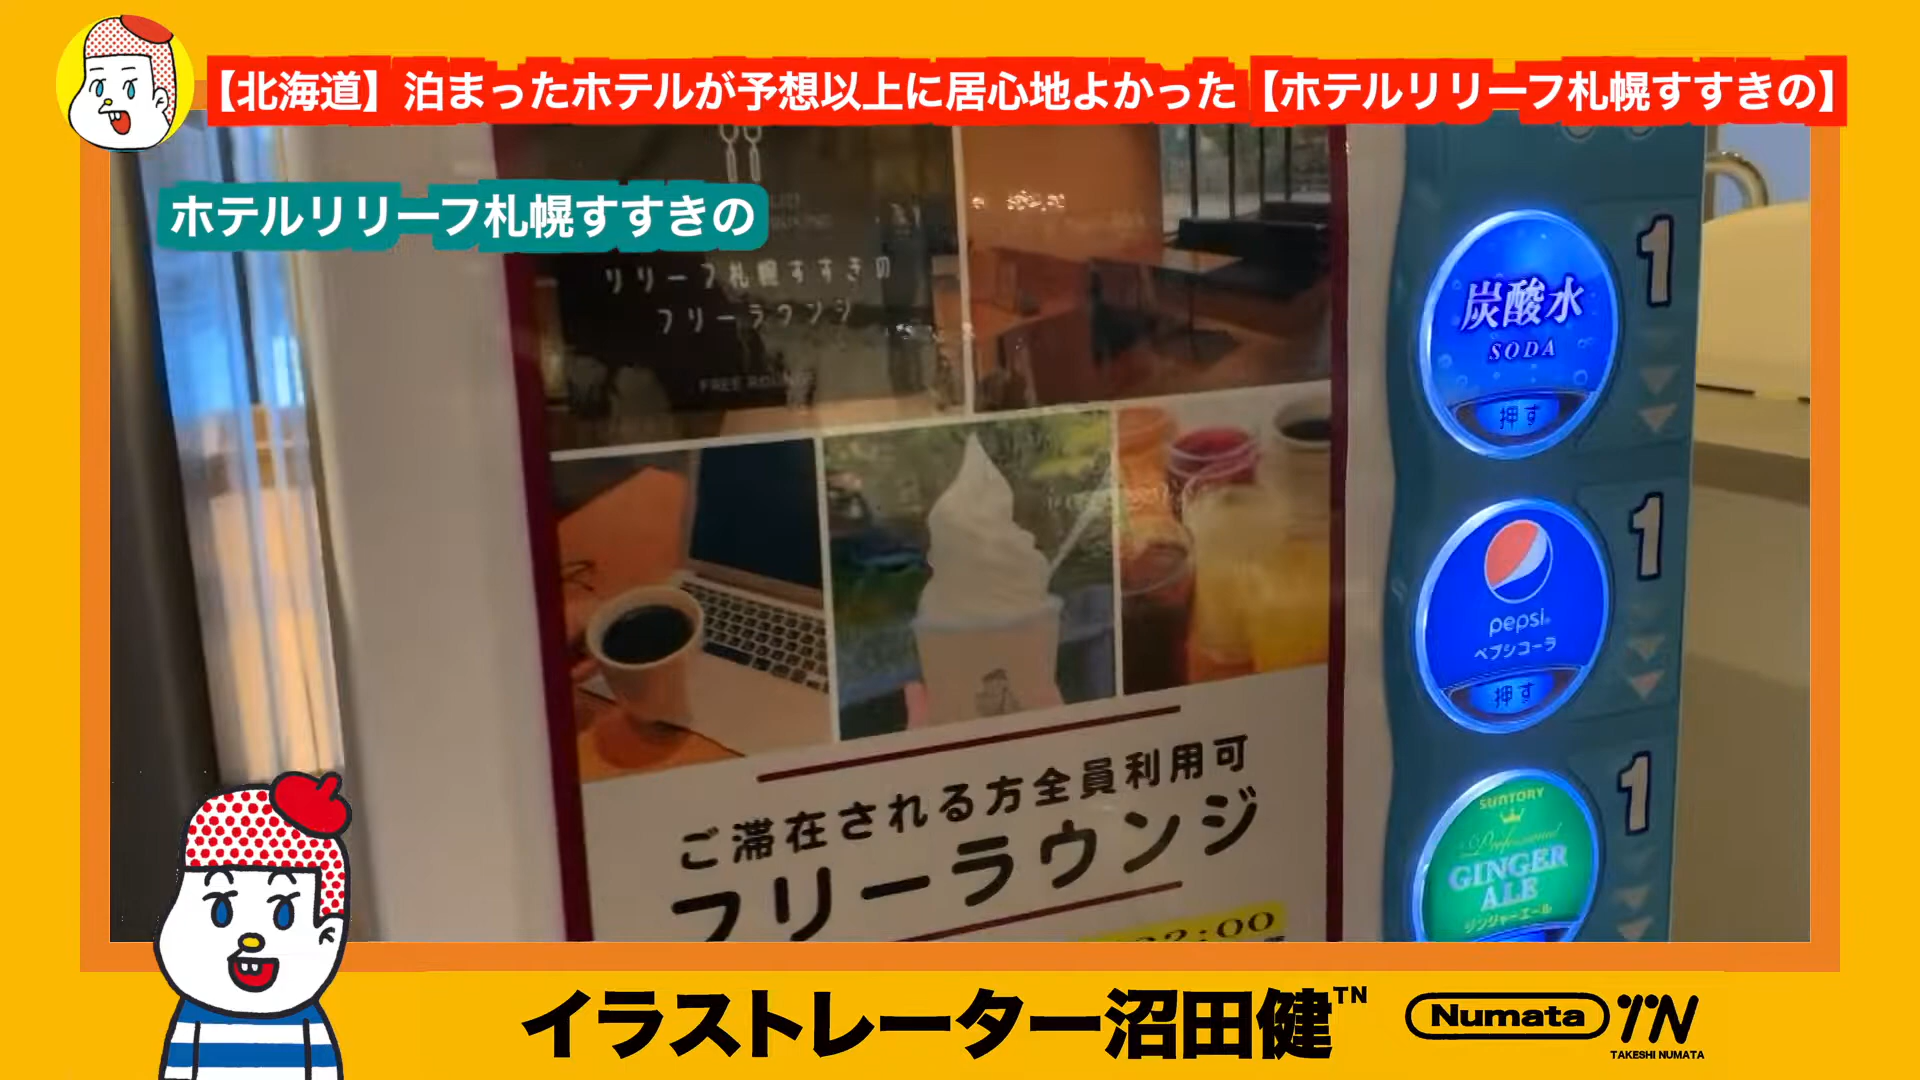 【北海道】泊まったホテルが予想以上に居心地よかった【ホテルリリーフ札幌すすきの】
ホテルリリーフ札幌すすきの
リリーフ札幌すすきの
フリーラウンジ
ご滞在される方全員利用可
フリーラウンジ
炭酸水
SODA
押す
1
pepsi
ペプシコーラ
押す
1
SUNTORY
Professional
GINGER
ALE
ジンジャーエール
1
イラストレーター沼田健TN
Numata
TN
TAKESHI NUMATA